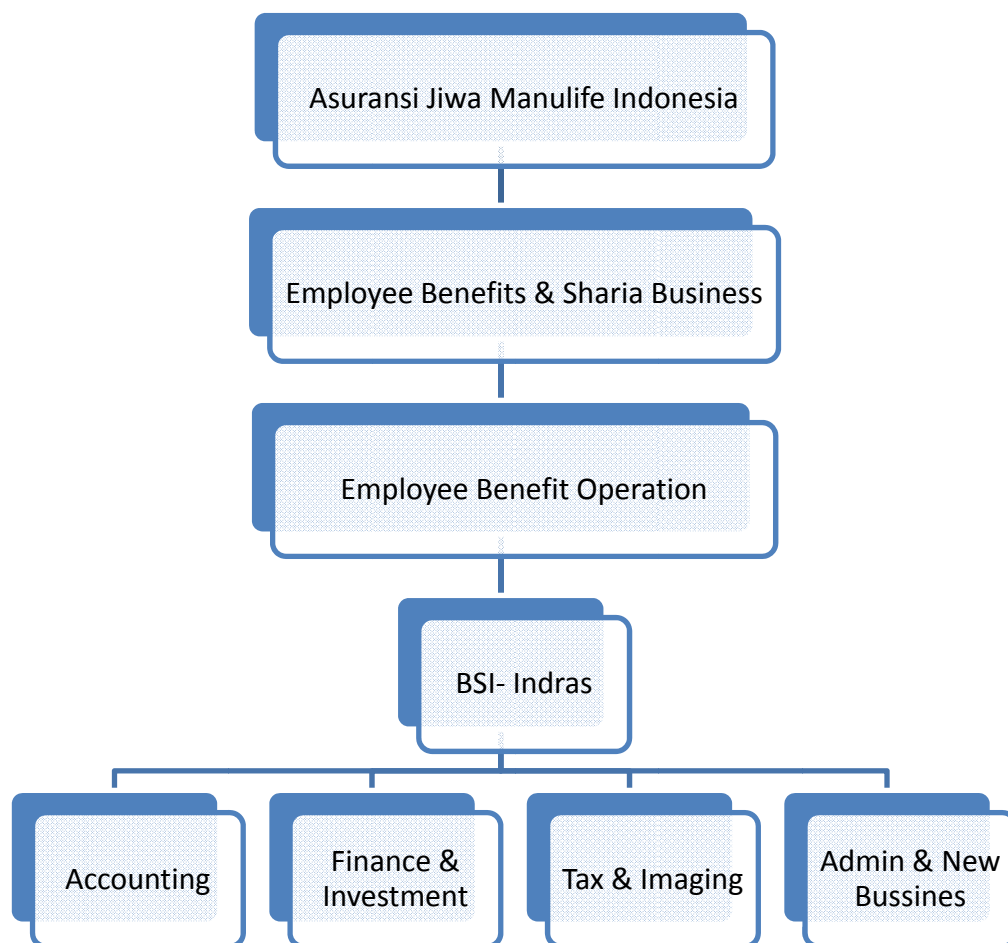 Asuransi Jiwa Manulife Indonesia
Employee Benefits & Sharia Business
Employee Benefit Operation
BSI- Indras
Accounting
Finance &
Investment
Tax & Imaging
Admin & New
Bussines